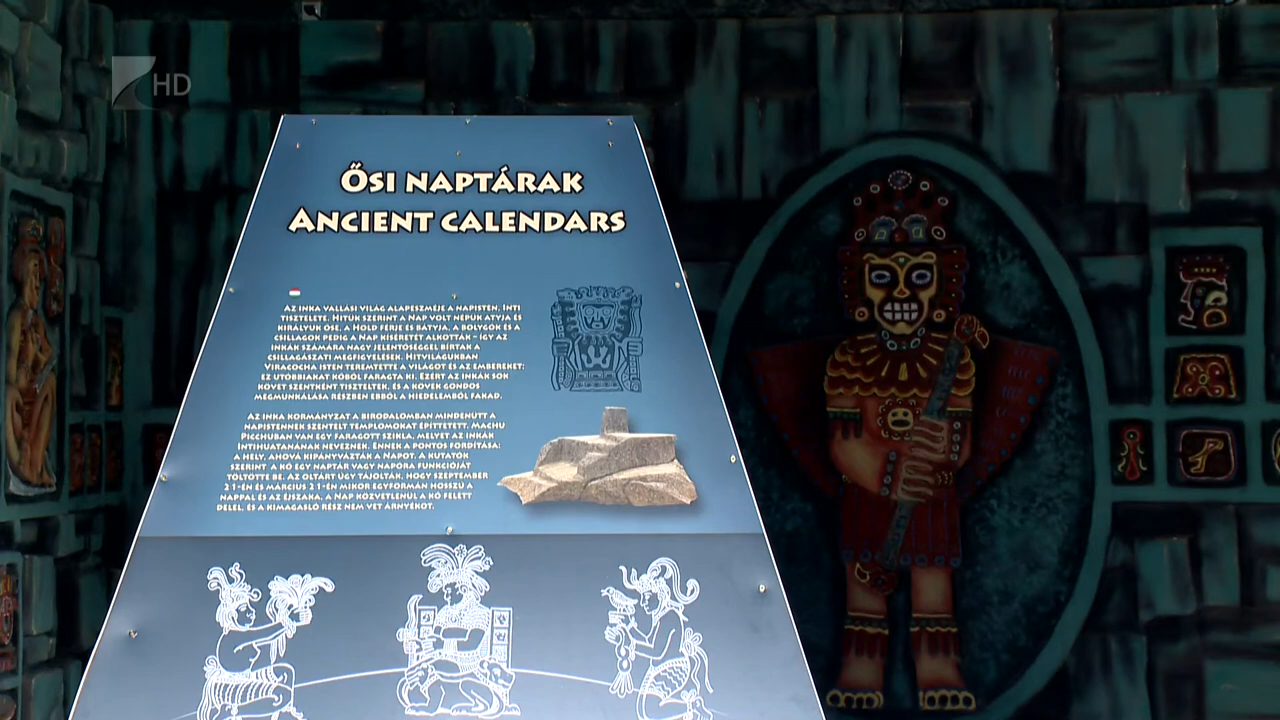 HD
ŐSI NAPTÁRAK
ANCIENT CALENDARS
AZ INKA VALLÁSI VILÁG ALAPESZMÉJE A NAPISTEN, INTI
TISZTELETE. HITÜK SZERINT A NAP VOLT NÉPÜK ATYJA ÉS
KIRÁLYUK ŐSE, A HOLD FÉRJE ÉS BÁTYJA, A BOLYGÓK ÉS A
CSILLAGOK PEDIG A NAP KÍSÉRETÉT ALKOTTÁK – ÍGY AZ
INKÁK SZÁMÁRA NAGY JELENTŐSÉGGEL BÍRTAK A
CSILLAGÁSZATI MEGFIGYELÉSEK. HITVILÁGUKBAN
VIRACOCHA ISTEN TEREMTETTE A VILÁGOT ÉS AZ EMBEREKET;
EZ UTÓBBIAKAT KŐBŐL FARAGTA KI. EZÉRT AZ INKÁK SOK
KÖVET SZENTKÉNT TISZTELTEK, ÉS A KÖVEK GONDOS
MEGMUNKÁLÁSA RÉSZBEN EBBŐL A HIEDELEMBŐL FAKAD.
AZ INKA KORMÁNYZAT A BIRODALOMBAN MINDENÜTT A
NAPISTENNEK SZENTELT TEMPLOMOKAT ÉPÍTTETETT. MACHU
PICCHUBAN VAN EGY FARAGOTT SZIKLA, MELYET AZ INKÁK
INTIHUATANÁNAK NEVEZNEK. ENNEK A PONTOS FORDÍTÁSA:
A HELY, AHOVÁ KIPÁNYVÁZTÁK A NAPOT. A KUTATÓK
SZERINT A KŐ EGY NAPTÁR VAGY NAPÓRA FUNKCIÓJÁT
TÖLTÖTTE BE. AZ OLTÁRT ÚGY TÁJOLTÁK, HOGY SZEPTEMBER
21-ÉN ÉS MÁRCIUS 21-ÉN MIKOR EGYFORMÁN HOSSZÚ A
NAPPAL ÉS AZ ÉJSZAKA, A NAP KÖZVETLENÜL A KŐ FELETT
DELEL, ÉS A KIMAGASLÓ RÉSZ NEM VET ÁRNYÉKOT.